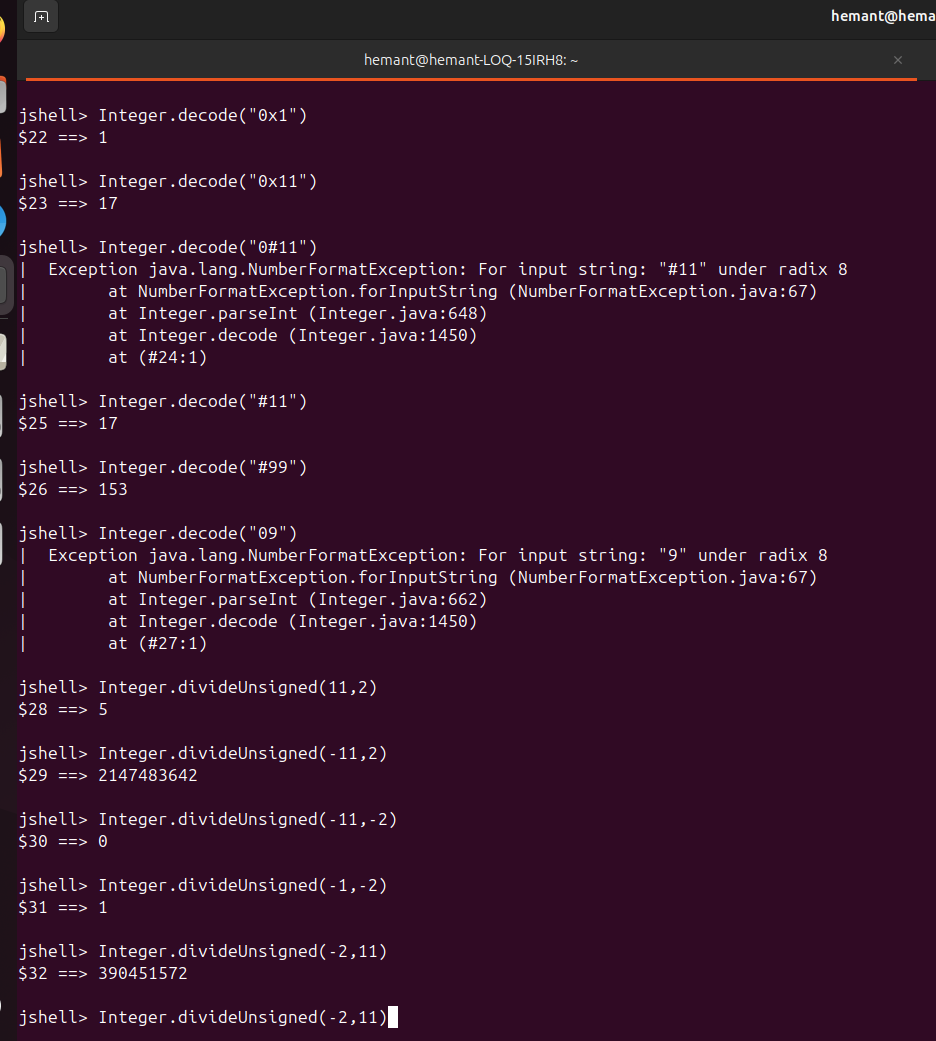 hemant@hema
hemant@hemant-LOQ-15IRH8: ~
jshell> Integer.decode("0x1")
$22 ==> 1
jshell> Integer.decode("0x11")
$23 ==> 17
jshell> Integer.decode("0#11")
|  Exception java.lang.NumberFormatException: For input string: "#11" under radix 8
|        at NumberFormatException.forInputString (NumberFormatException.java:67)
|        at Integer.parseInt (Integer.java:648)
|        at Integer.decode (Integer.java:1450)
|        at (#24:1)
jshell> Integer.decode("#11")
$25 ==> 17
jshell> Integer.decode("#99")
$26 ==> 153
jshell> Integer.decode("09")
|  Exception java.lang.NumberFormatException: For input string: "9" under radix 8
|        at NumberFormatException.forInputString (NumberFormatException.java:67)
|        at Integer.parseInt (Integer.java:662)
|        at Integer.decode (Integer.java:1450)
|        at (#27:1)
jshell> Integer.divideUnsigned(11,2)
$28 ==> 5
jshell> Integer.divideUnsigned(-11,2)
$29 ==> 2147483642
jshell> Integer.divideUnsigned(-11,-2)
$30 ==> 0
jshell> Integer.divideUnsigned(-1,-2)
$31 ==> 1
jshell> Integer.divideUnsigned(-2,11)
$32 ==> 390451572
jshell> Integer.divideUnsigned(-2,11)